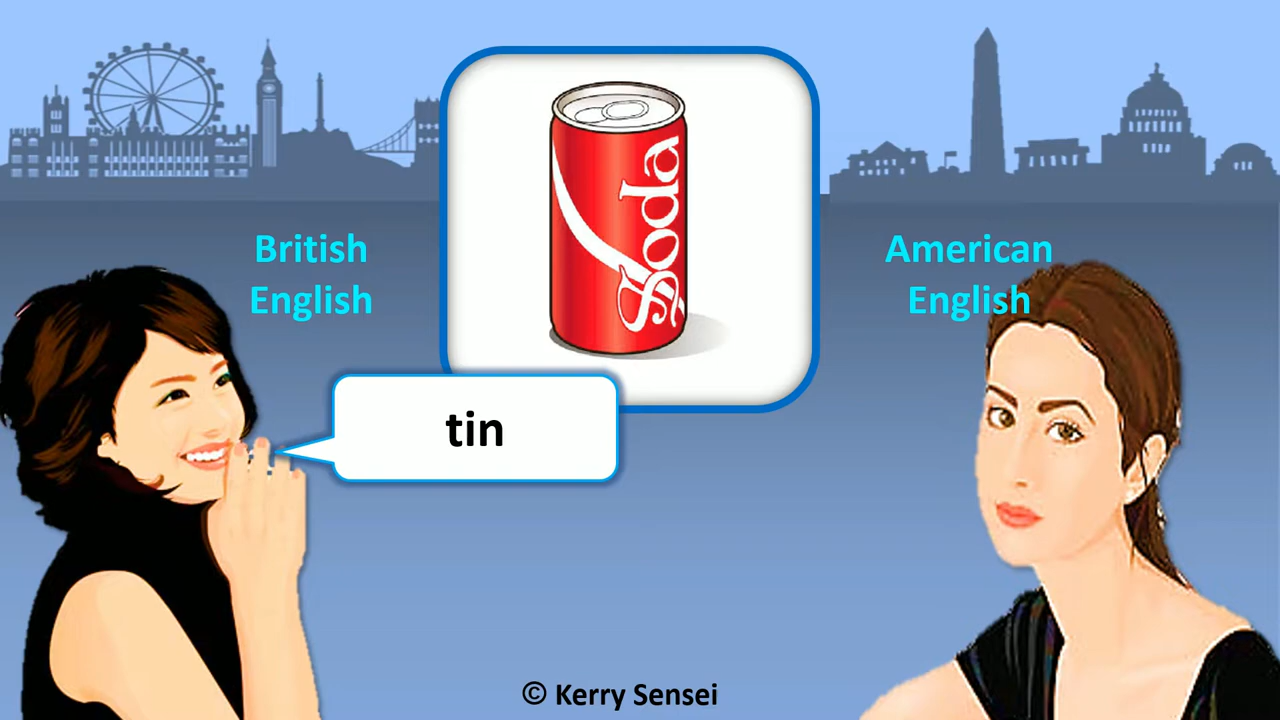 British
English
Soda
American
English
tin
© Kerry Sensei